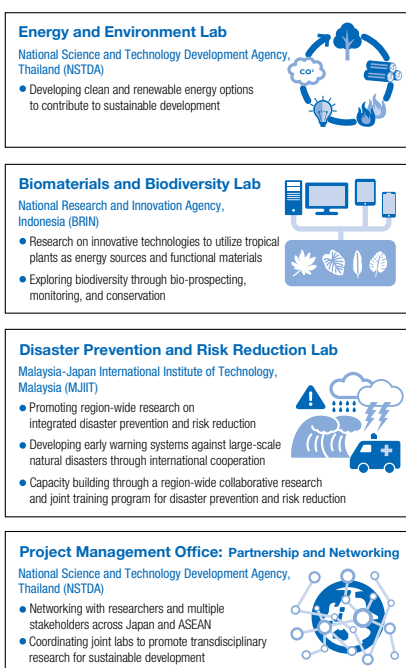 Energy and Environment Lab
National Science and Technology Development Agency,
Thailand (NSTDA)
● Developing clean and renewable energy options
to contribute to sustainable development
CO²
Biomaterials and Biodiversity Lab
National Research and Innovation Agency,
Indonesia (BRIN)
● Research on innovative technologies to utilize tropical
plants as energy sources and functional materials
● Exploring biodiversity through bio-prospecting,
monitoring, and conservation
Disaster Prevention and Risk Reduction Lab
Malaysia-Japan International Institute of Technology,
Malaysia (MJIIT)
● Promoting region-wide research on
integrated disaster prevention and risk reduction
● Developing early warning systems against large-scale
natural disasters through international cooperation
● Capacity building through a region-wide collaborative research
and joint training program for disaster prevention and risk reduction
Project Management Office: Partnership and Networking
National Science and Technology Development Agency,
Thailand (NSTDA)
● Networking with researchers and multiple
stakeholders across Japan and ASEAN
● Coordinating joint labs to promote transdisciplinary
research for sustainable development